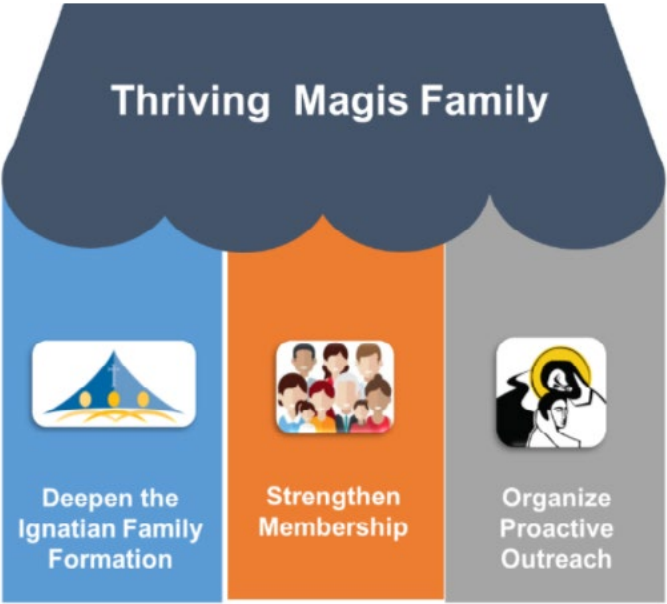 Thriving Magis Family
Deepen the
Ignatian Family
Formation
Strengthen
Membership
Organize
Proactive
Outreach